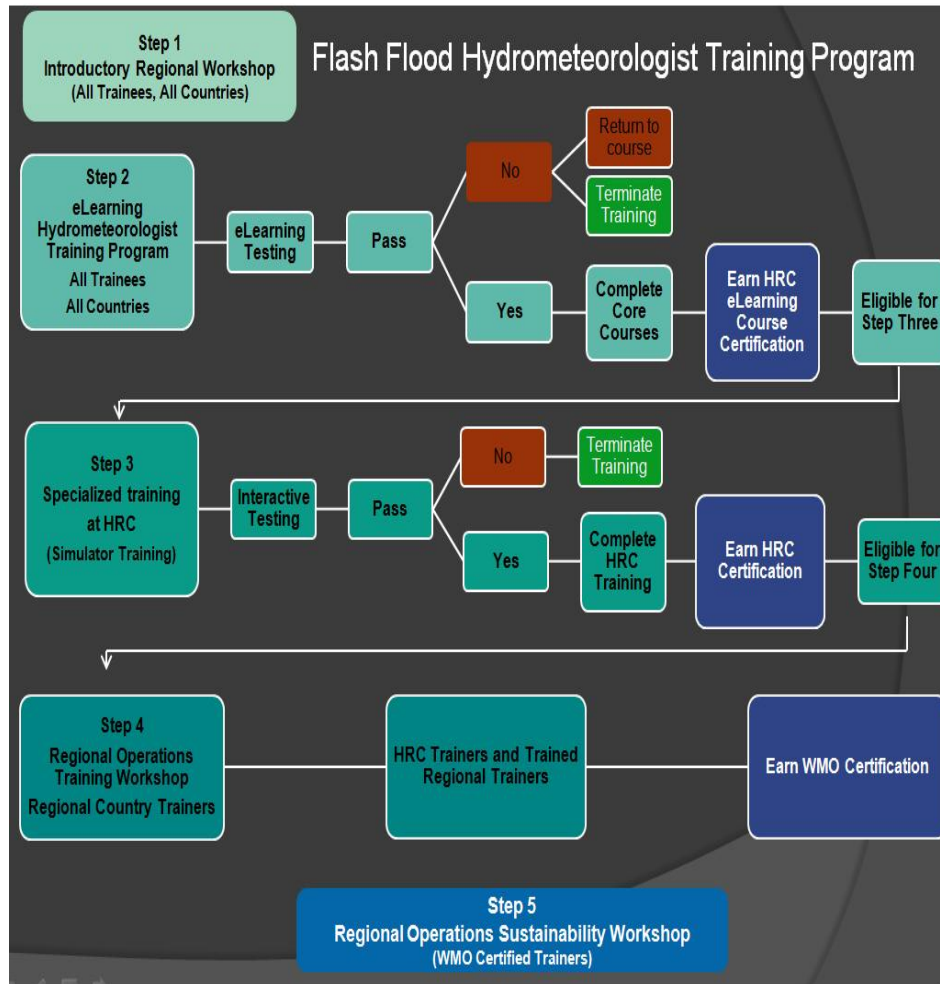 Step 1
Introductory Regional Workshop
(All Trainees, All Countries)
Flash Flood Hydrometeorologist Training Program
Step 2
eLearning
Hydrometeorologist
Training Program
All Trainees
All Countries
eLearning
Testing
Pass
No
Return to
course
Terminate
Training
Yes
Complete
Core
Courses
Earn HRC
eLearning
Course
Certification
Eligible for
Step Three
Step 3
Specialized training
at HRC
(Simulator Training)
Interactive
Testing
Pass
No
Terminate
Training
Yes
Complete
HRC
Training
Earn HRC
Certification
Eligible for
Step Four
Step 4
Regional Operations
Training Workshop
Regional Country Trainers
HRC Trainers and Trained
Regional Trainers
Earn WMO Certification
Step 5
Regional Operations Sustainability Workshop
(WMO Certified Trainers)